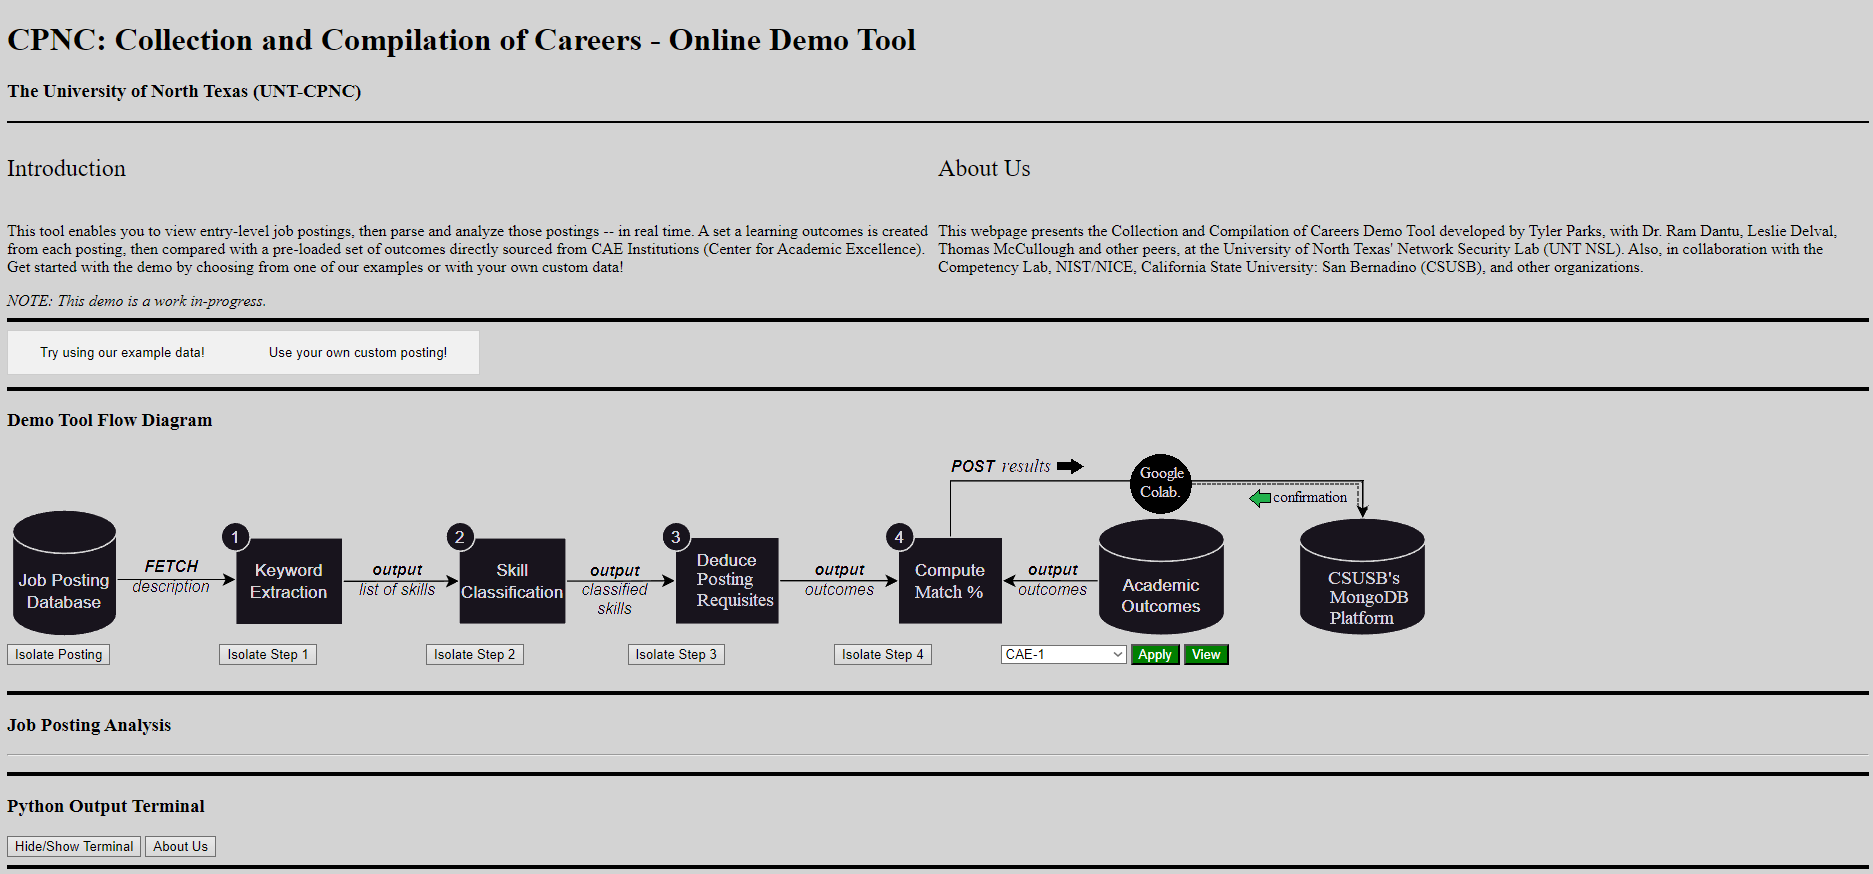 CPNC: Collection and Compilation of Careers - Online Demo Tool
The University of North Texas (UNT-CPNC)
Introduction
This tool enables you to view entry-level job postings, then parse and analyze those postings -- in real time. A set a learning outcomes is created
from each posting, then compared with a pre-loaded set of outcomes directly sourced from CAE Institutions (Center for Academic Excellence).
Get started with the demo by choosing from one of our examples or with your own custom data!
NOTE: This demo is a work in-progress.
About Us
This webpage presents the Collection and Compilation of Careers Demo Tool developed by Tyler Parks, with Dr. Ram Dantu, Leslie Delval,
Thomas McCullough and other peers, at the University of North Texas' Network Security Lab (UNT NSL). Also, in collaboration with the
Competency Lab, NIST/NICE, California State University: San Bernadino (CSUSB), and other organizations.
Try using our example data!
Use your own custom posting!
Demo Tool Flow Diagram
POST results
Google
Colab.
confirmation
Job Posting
Database
FETCH
description
1
Keyword
Extraction
output
list of skills
2
Skill
Classification
output
classified
skills
3
Deduce
Posting
Requisites
output
outcomes
4
Compute
Match %
output
outcomes
Academic
Outcomes
CSUSB's
MongoDB
Platform
Isolate Posting
Isolate Step 1
Isolate Step 2
Isolate Step 3
Isolate Step 4
CAE-1
Apply
View
Job Posting Analysis
Python Output Terminal
Hide/Show Terminal
About Us